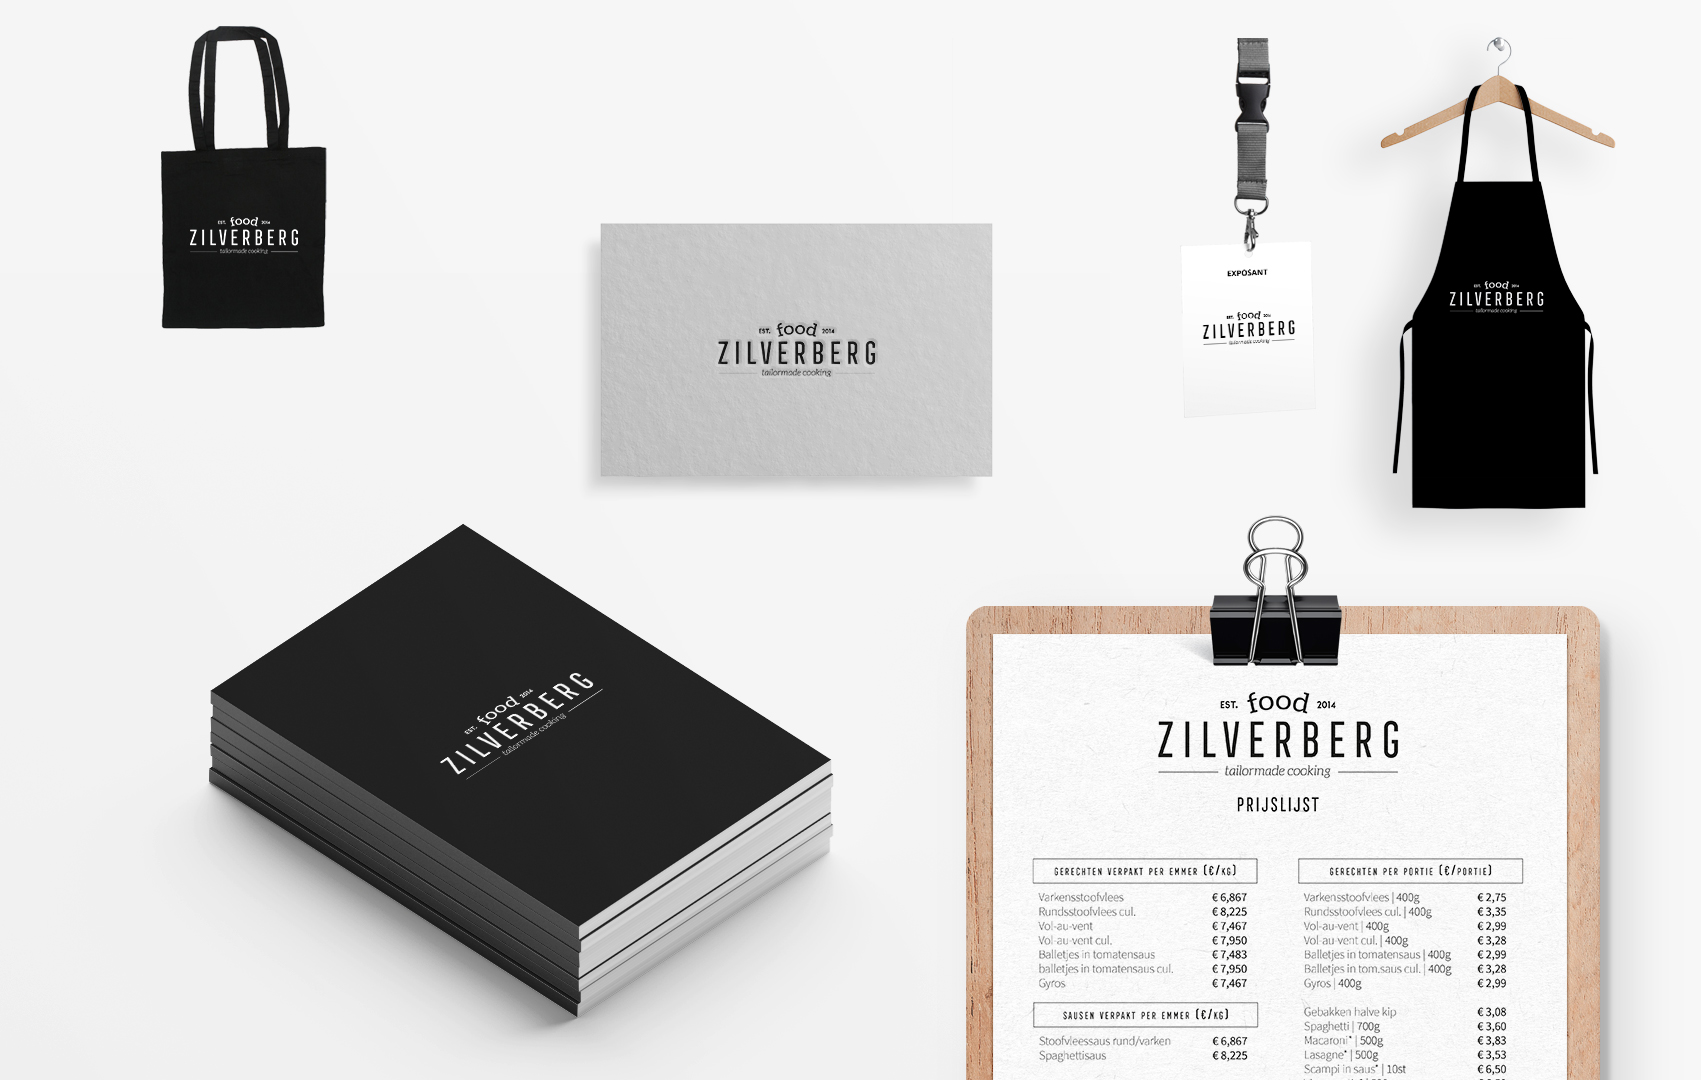 EST. food 2014
ZILVERBERG
tailormade cooking
EST. food 2014
ZILVERBERG
tailormade cooking
EXPOSANT
EST. food 2014
ZILVERBERG
tailormade cooking
EST. food 2014
ZILVERBERG
tailormade cooking
EST. food 2014
ZILVERBERG
tailormade cooking
EST. food 2014
ZILVERBERG
tailormade cooking
PRIJSLIJST
GERECHTEN VERPAKT PER EMMER (€/KG)
Varkensstoofvlees € 6,867
Rundsstoofvlees cul. € 8,225
Vol-au-vent € 7,467
Vol-au-vent cul. € 7,950
Balletjes in tomatensaus € 7,483
balletjes in tomatensaus cul. € 7,950
Gyros € 7,467
SAUSEN VERPAKT PER EMMER (€/KG)
Stoofvleessaus rund/varken € 6,867
Spaghettisaus € 8,225
GERECHTEN PER PORTIE (€/PORTIE)
Varkensstoofvlees | 400g € 2,75
Rundsstoofvlees cul. | 400g € 3,35
Vol-au-vent | 400g € 2,99
Vol-au-vent cul. | 400g € 3,28
Balletjes in tomatensaus | 400g € 2,99
Balletjes in tom.saus cul. | 400g € 3,28
Gyros | 400g € 2,99
Gebakken halve kip € 3,08
Spaghetti | 700g € 3,60
Macaroni* | 500g € 3,83
Lasagne* | 500g € 3,53
Scampi in saus* | 10st € 6,50